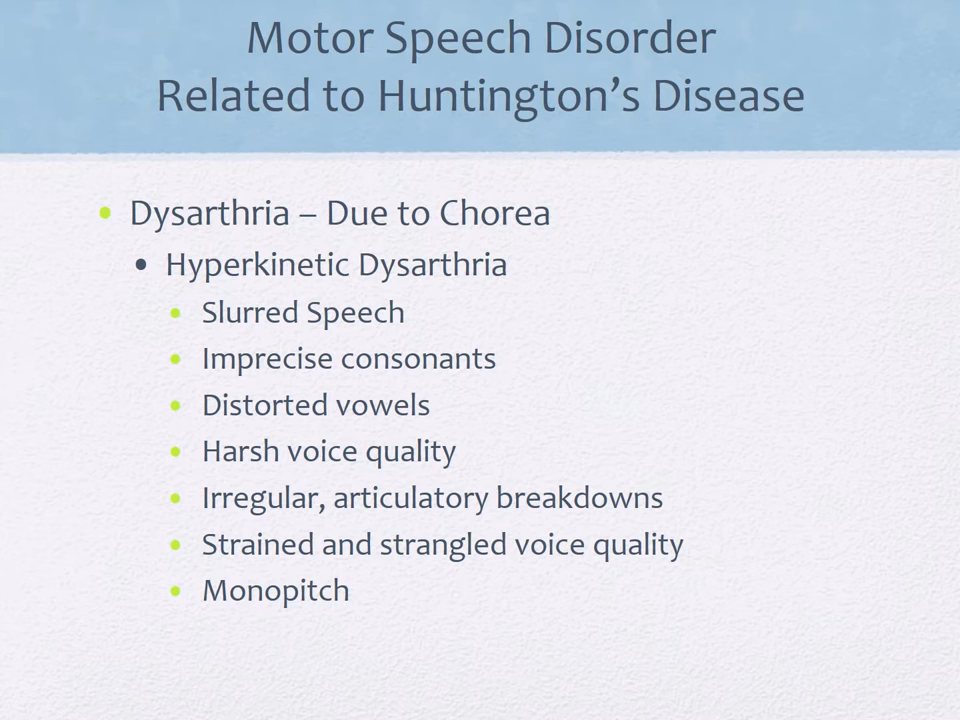 Motor Speech Disorder
Related to Huntington’s Disease
• Dysarthria – Due to Chorea
• Hyperkinetic Dysarthria
• Slurred Speech
• Imprecise consonants
• Distorted vowels
• Harsh voice quality
• Irregular, articulatory breakdowns
• Strained and strangled voice quality
• Monopitch